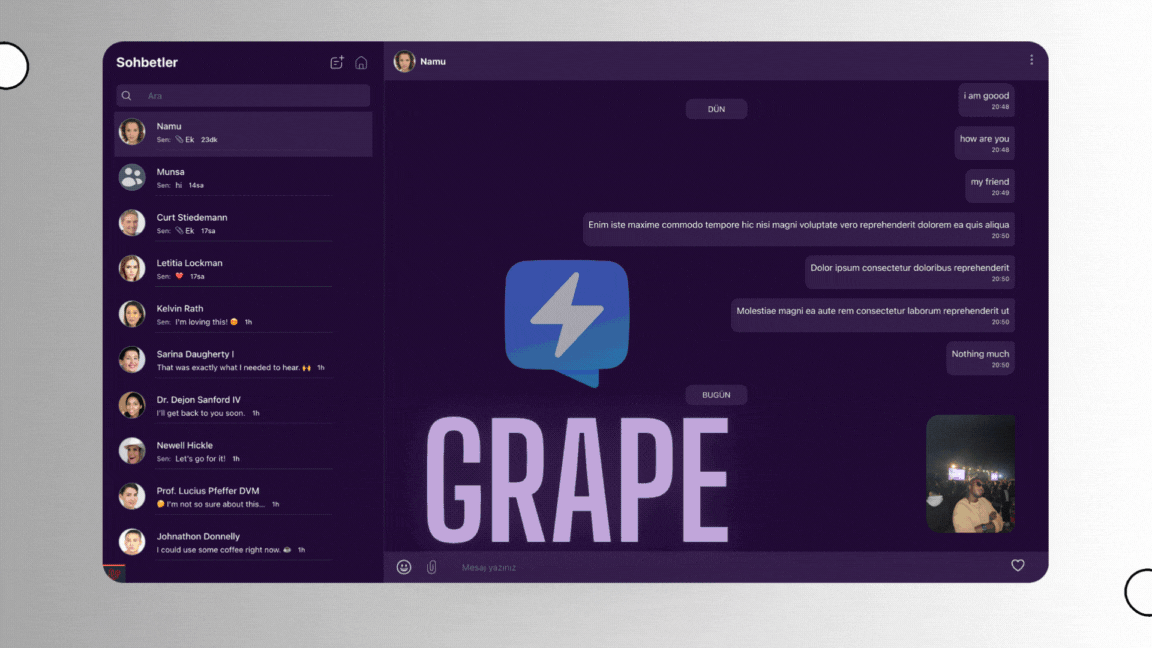 Sohbetler
Ara
Namu
Sen: 📎 Ek 23dk
Munsa
Sen: hi 14sa
Curt Stiedemann
Sen: 📎 Ek 17sa
Letitia Lockman
Sen: ❤️ 17sa
Kelvin Rath
Sen: I'm loving this! 😍 1h
Sarina Daugherty I
That was exactly what I needed to hear. 🙌 1h
Dr. Dejon Sanford IV
I'll get back to you soon. 1h
Newell Hickle
Sen: Let's go for it! 1h
Prof. Lucius Pfeffer DVM
🤔 I'm not so sure about this... 1h
Johnathon Donnelly
I could use some coffee right now. ☕ 1h
Namu
i am goood
20:48
DÜN
how are you
20:48
my friend
20:49
Enim iste maxime commodo tempore hic nisi magni voluptate vero reprehenderit dolorem ea quis aliqua
20:50
Dolor ipsum consectetur doloribus reprehenderit
20:50
Molestiae magni ea aute rem consectetur laborum reprehenderit ut
20:50
Nothing much
20:50
BUGÜN
GRAPE
Mesaj yazınız